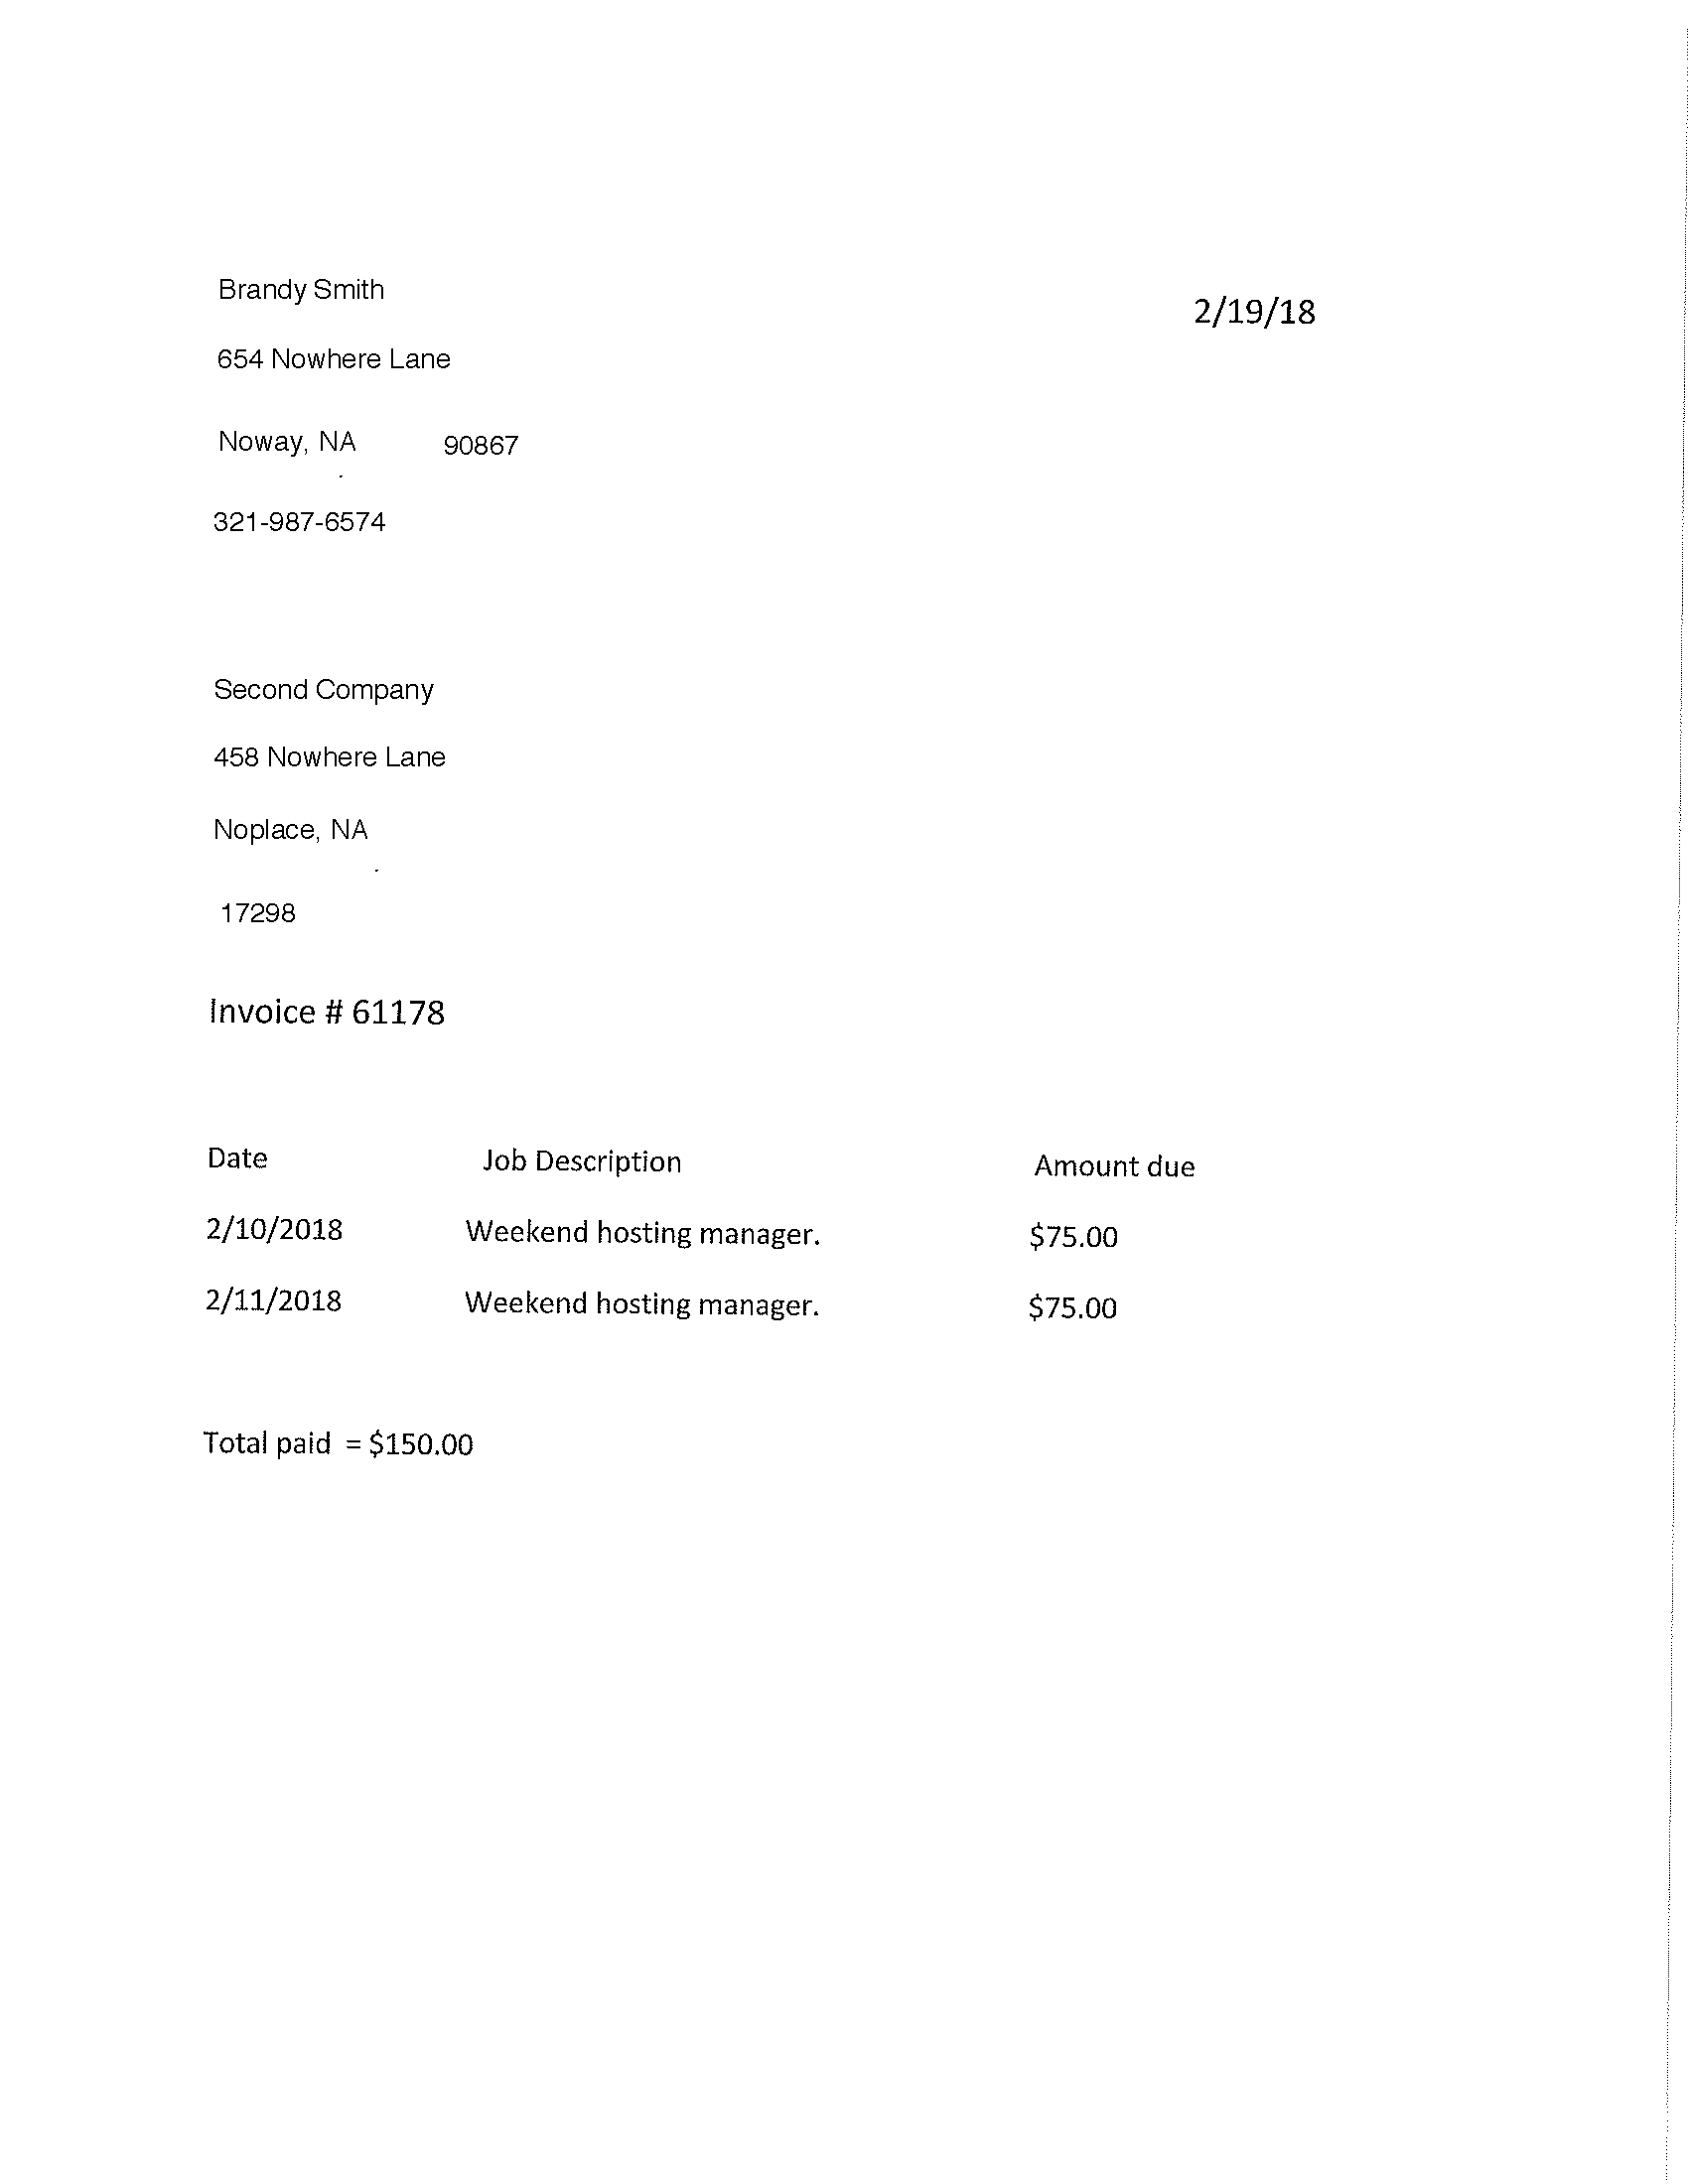 Brandy Smith
2/19/18
654 Nowhere Lane
Noway, NA 90867
321-987-6574
Second Company
458 Nowhere Lane
Noplace, NA
17298
Invoice # 61178
Date Job Description Amount due
2/10/2018 Weekend hosting manager. $75.00
2/11/2018 Weekend hosting manager. $75.00
Total paid = $150.00